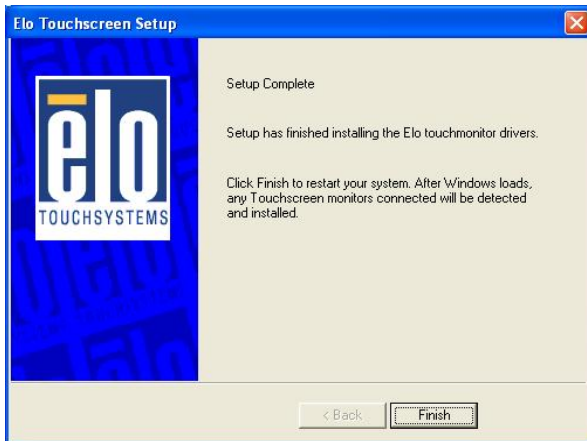 Elo Touchscreen Setup
ēlo
TOUCHSYSTEMS
Setup Complete
Setup has finished installing the Elo touchmonitor drivers.
Click Finish to restart your system. After Windows loads,
any Touchscreen monitors connected will be detected
and installed.
< Back
Finish